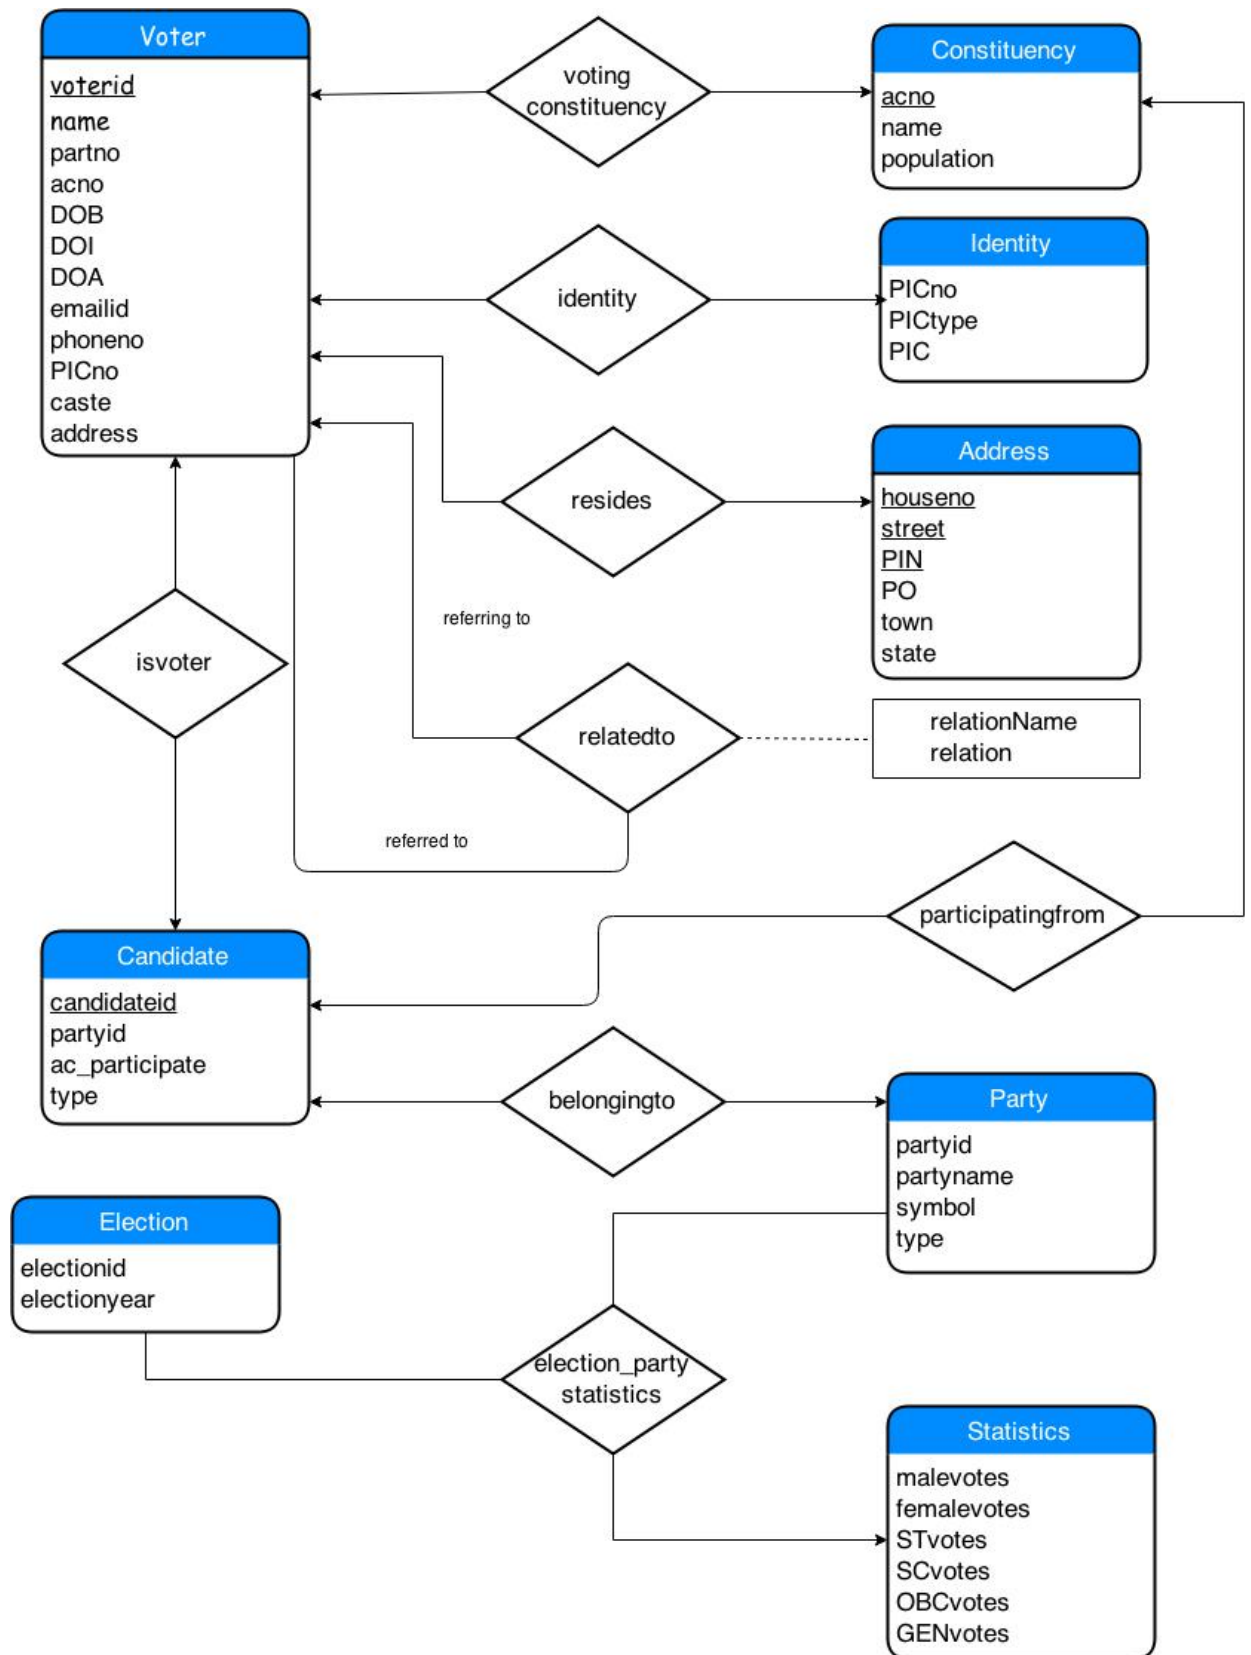 Voter
voterid
name
partno
acno
DOB
DOI
DOA
emailid
phoneno
PICno
caste
address
voting
constituency
Constituency
acno
name
population
identity
Identity
PICno
PICtype
PIC
resides
Address
houseno
street
PIN
PO
town
state
referring to
isvoter
relatedto
relationName
relation
referred to
participatingfrom
Candidate
candidateid
partyid
ac_participate
type
belongingto
Party
partyid
partyname
symbol
type
Election
electionid
electionyear
election_party
statistics
Statistics
malevotes
femalevotes
STvotes
SCvotes
OBCvotes
GENvotes